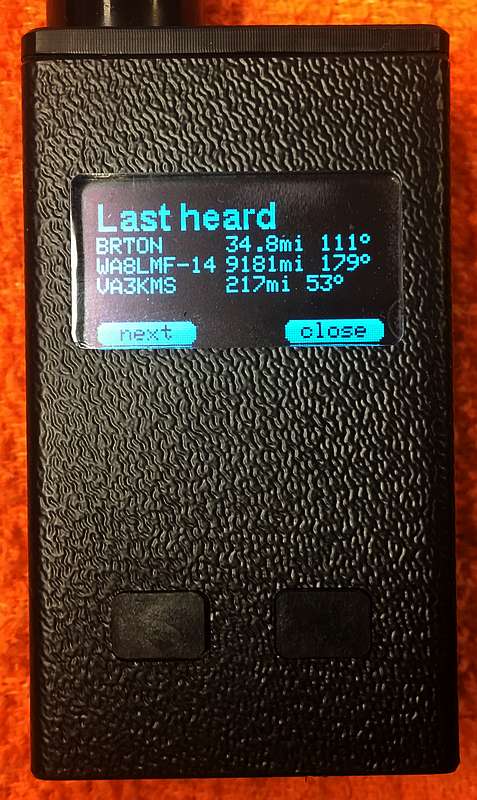 Last heard
BRTON 34.8mi 111°
WA8LMF-14 9181mi 179°
VA3KMS 217mi 53°
next close